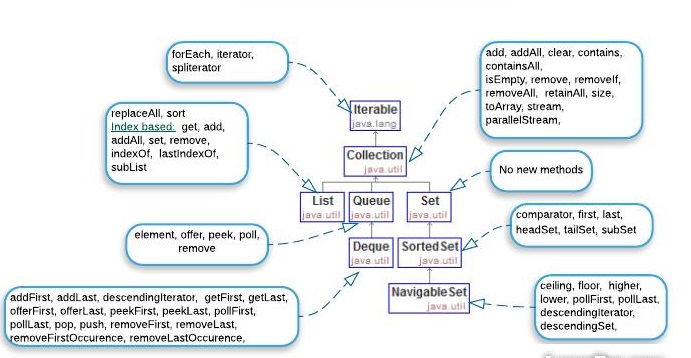 forEach, iterator,
spliterator
add, addAll, clear, contains,
containsAll,
isEmpty, remove, removeIf,
removeAll, retainAll, size,
toArray, stream,
parallelStream,
Iterable
java.lang
replaceAll, sort
Index based: get, add,
addAll, set, remove,
indexOf, lastIndexOf,
subList
Collection
java.util
No new methods
List
java.util
Queue
java.util
Set
java.util
comparator, first, last,
headSet, tailSet, subSet
element, offer, peek, poll,
remove
Deque
java.util
SortedSet
java.util
NavigableSet
java.util
ceiling, floor, higher,
lower, pollFirst, pollLast,
descendingIterator,
descendingSet,
addFirst, addLast, descendingIterator, getFirst, getLast,
offerFirst, offerLast, peekFirst, peekLast, pollFirst,
pollLast, pop, push, removeFirst, removeLast,
removeFirstOccurence, removeLastOccurence,